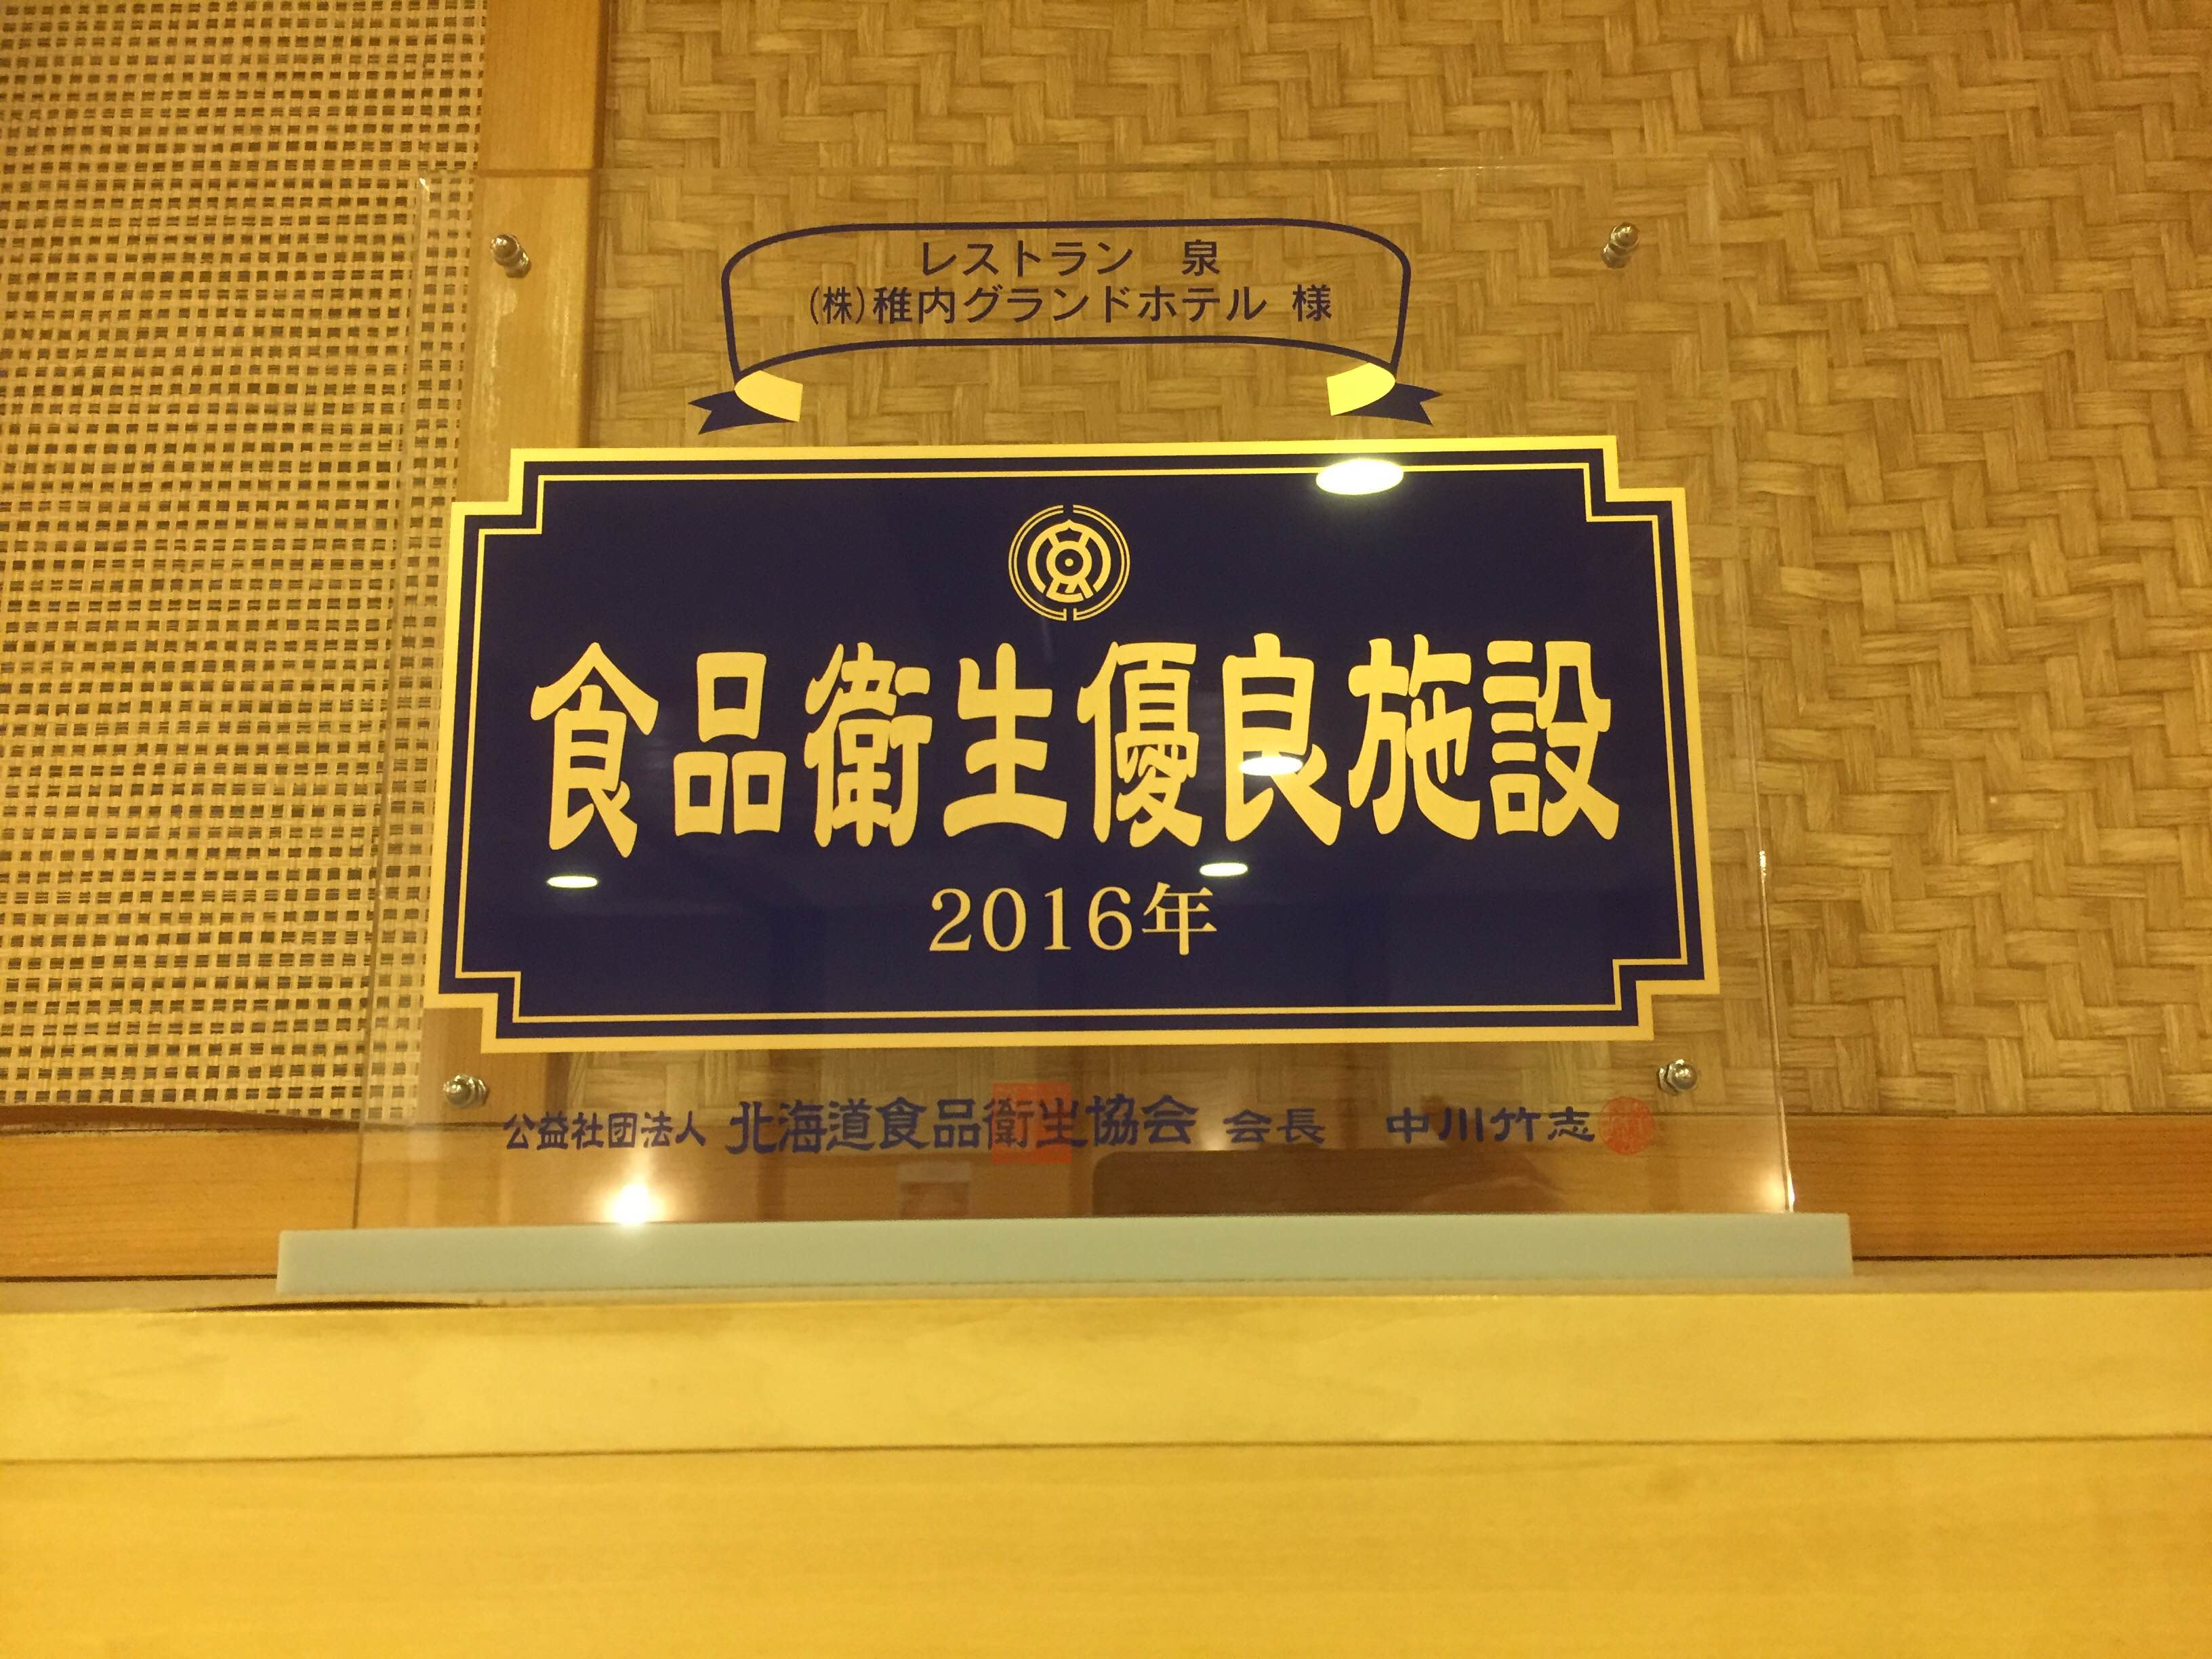 レストラン 泉
(株)稚内グランドホテル 様
食品衛生優良施設
2016年
公益社団法人 北海道食品衛生協会 会長 中川竹志